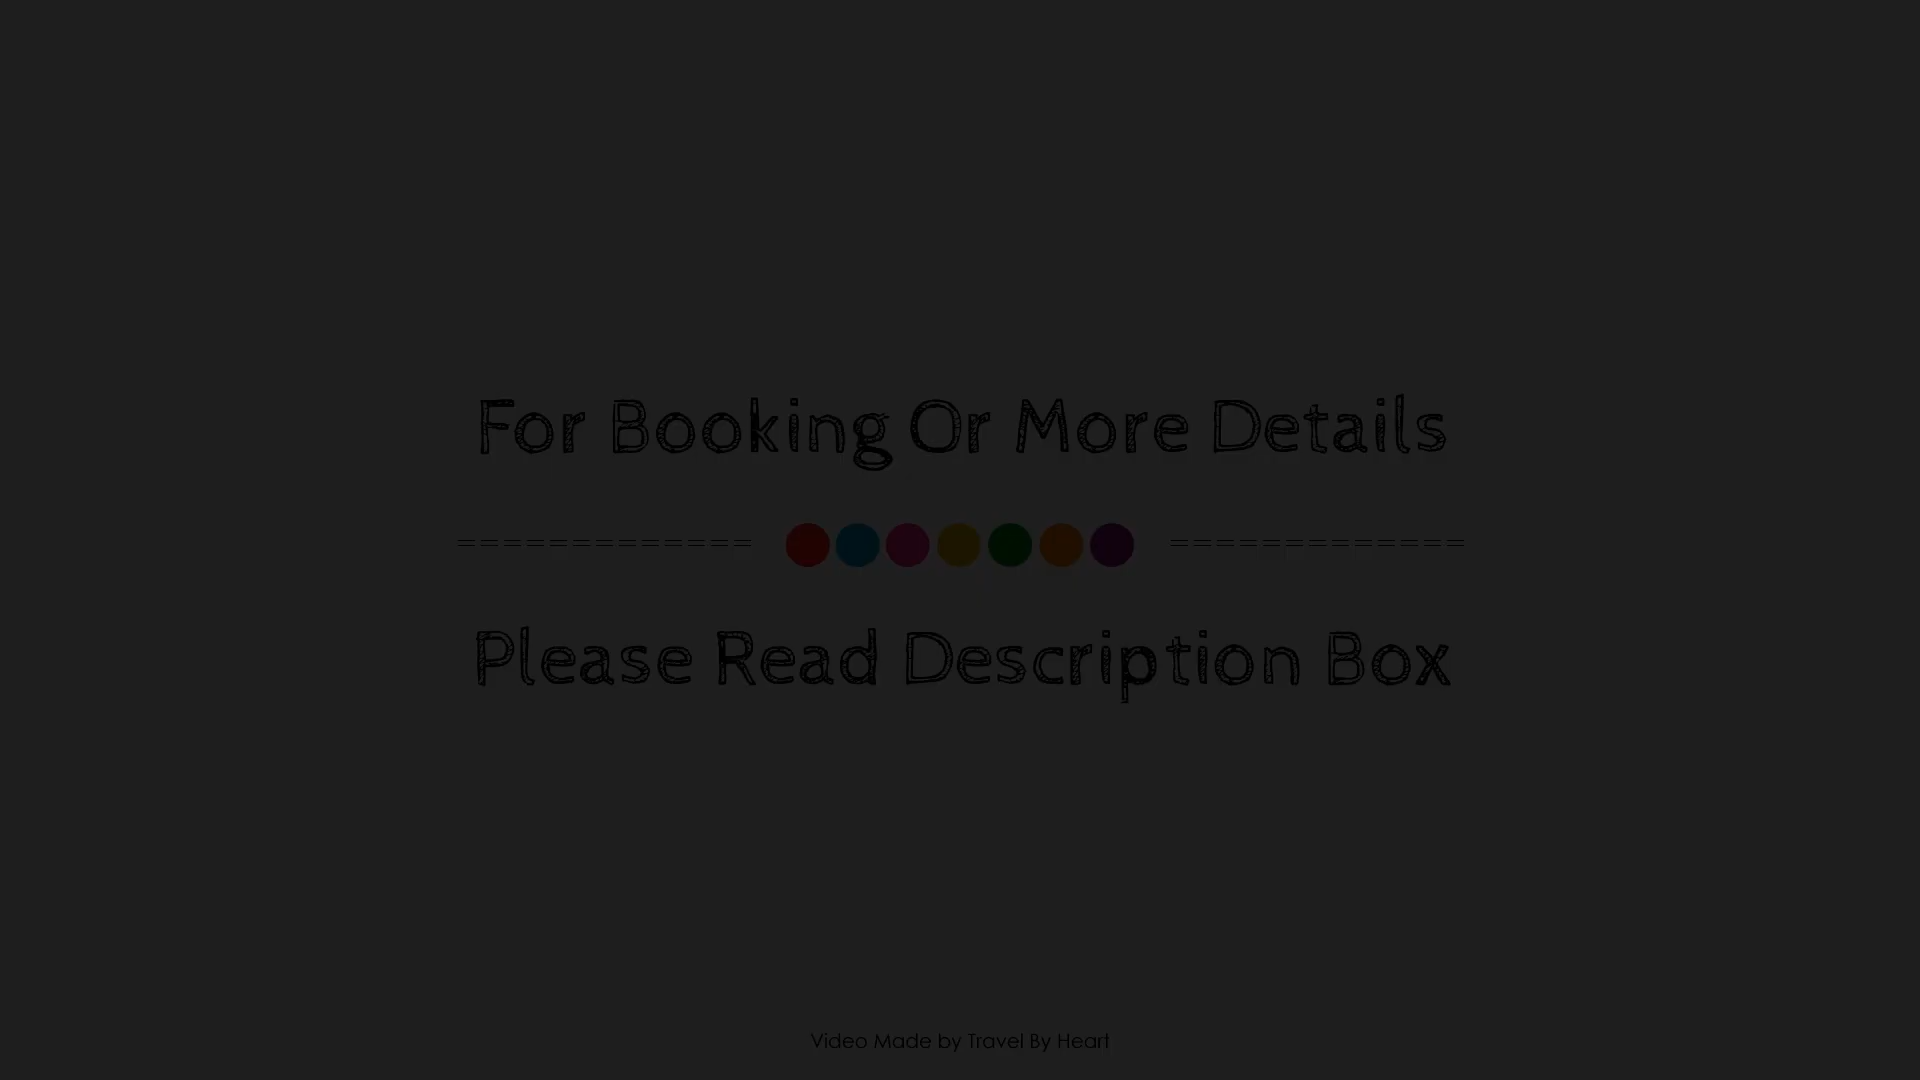 For Booking Or More Details
============= =============
Please Read Description Box
Video Made by Travel By Heart